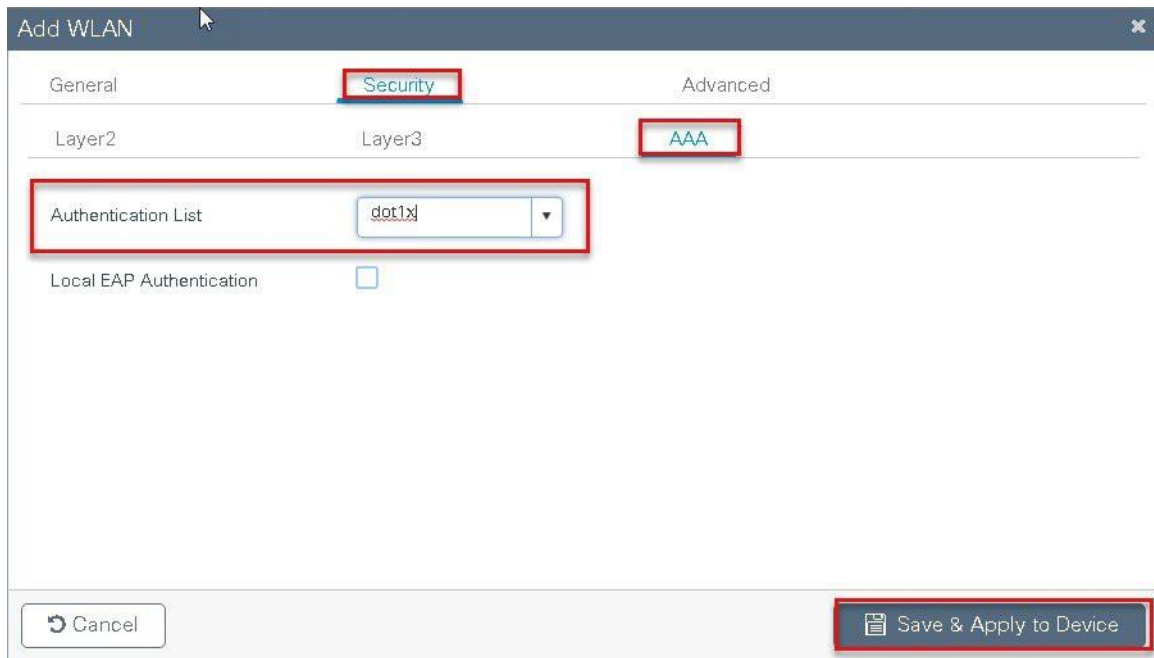 Add WLAN
General Security Advanced
Layer2 Layer3 AAA
Authentication List dot1x
Local EAP Authentication
Cancel Save & Apply to Device